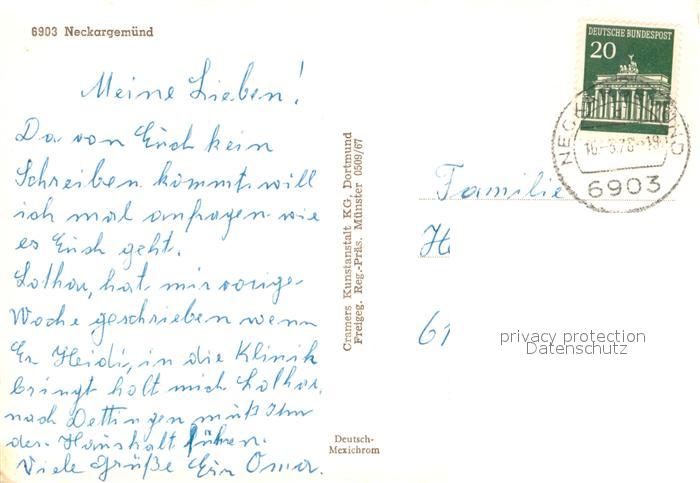 6903 Neckargemünd
Meine Lieben!
Da von Euch kein
Schreiben kommt, will
ich mal anfragen wie
es Euch geht.
Lothar, hat mir vorige
Woche geschrieben wenn
Er Heidi, in die Klinik
bringt holt mich Lothar,
nach Dettingen muß Ihm
den Haushalt führen.
Viele Grüße Eure Oma.
Cramers Kunstanstalt KG, Dortmund
Freigeg. Reg.-Präs. Münster 0509/67
Deutsch-
Mexichrom
DEUTSCHE BUNDESPOST
20
6903
Familie
H
61
privacy protection
Datenschutz